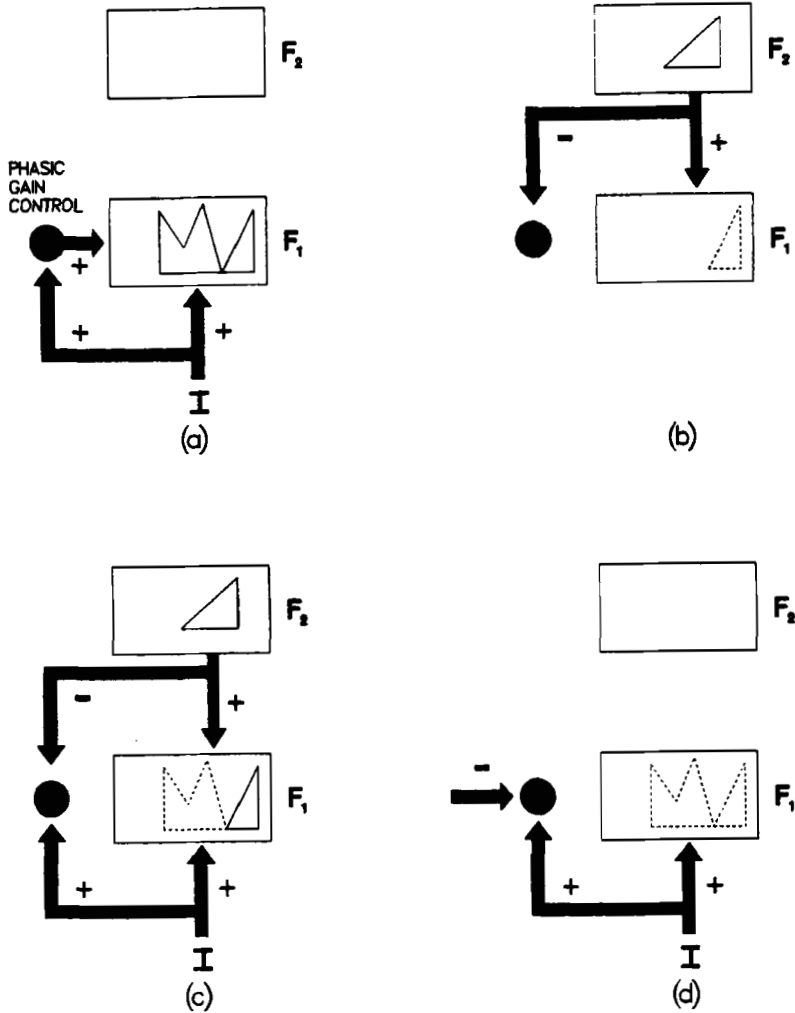 F₂
PHASIC
GAIN
CONTROL
F₁
+
+
+
I
(a)
F₂
-
+
F₁
(b)
F₂
-
+
F₁
+
+
I
(c)
F₂
-
F₁
+
+
I
(d)